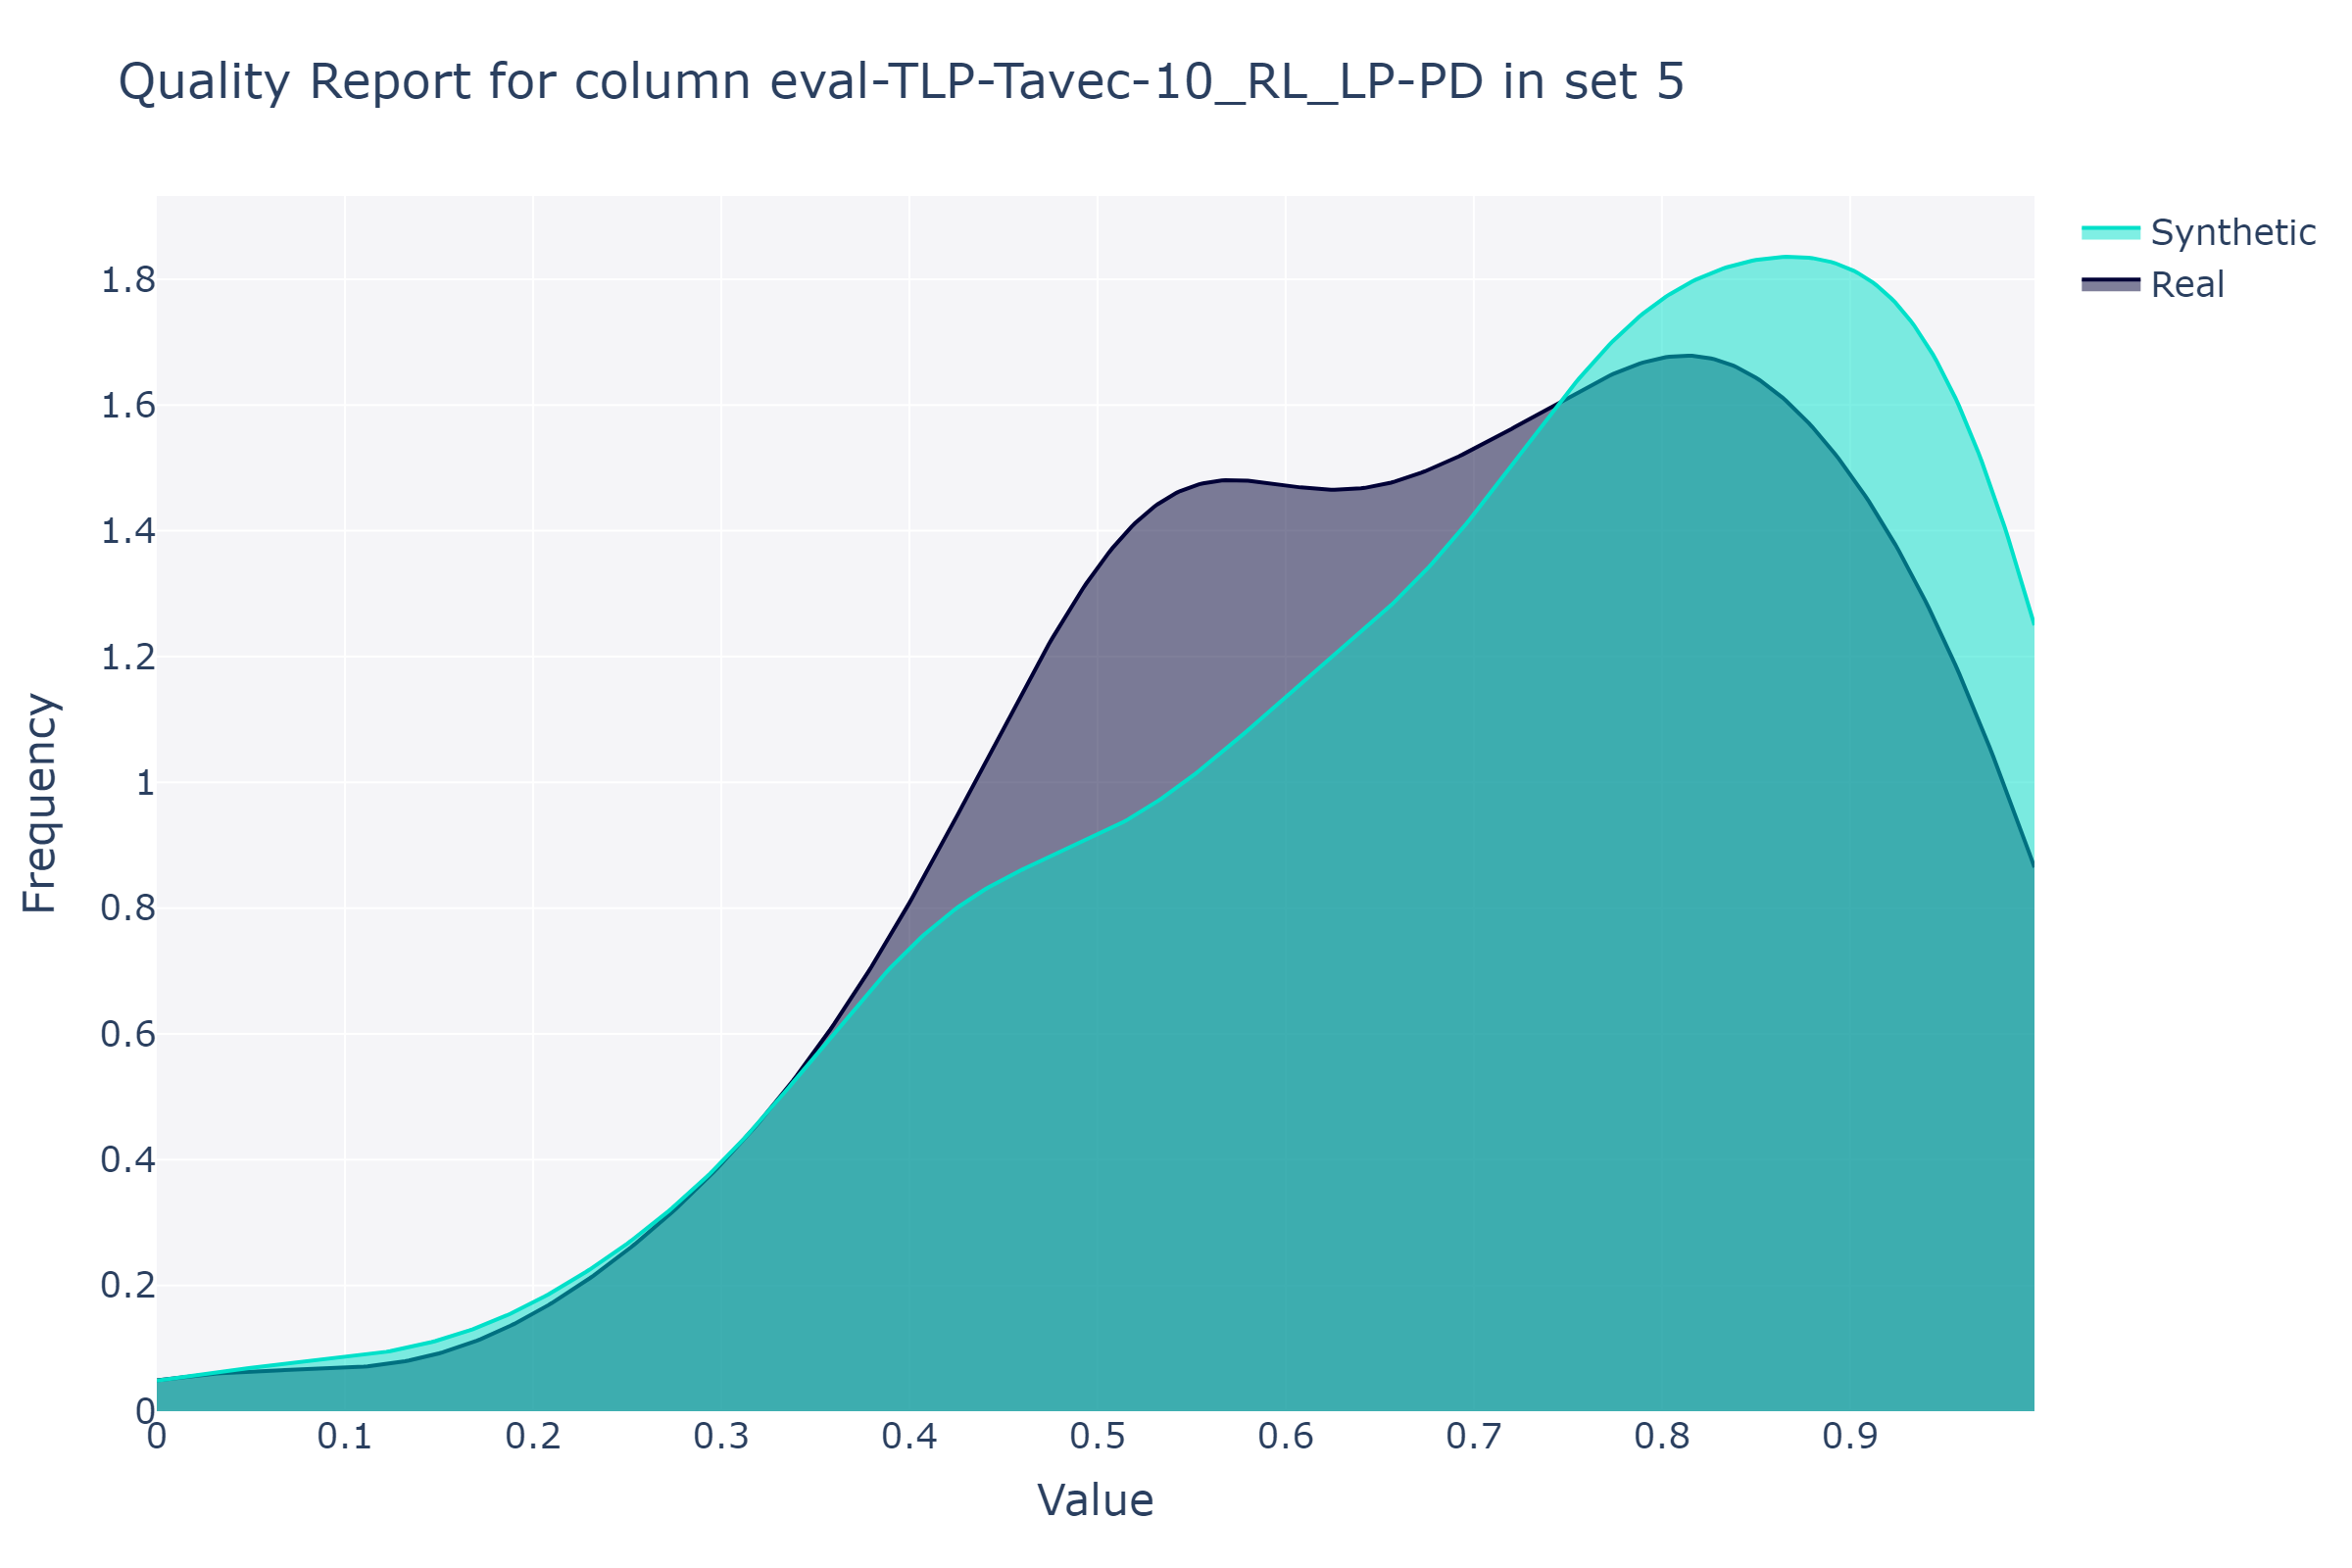 Quality Report for column eval-TLP-Tavec-10_RL_LP-PD in set 5
Synthetic
Real
1.8
1.6
1.4
1.2
1
0.8
0.6
0.4
0.2
0
Frequency
0 0.1 0.2 0.3 0.4 0.5 0.6 0.7 0.8 0.9
Value